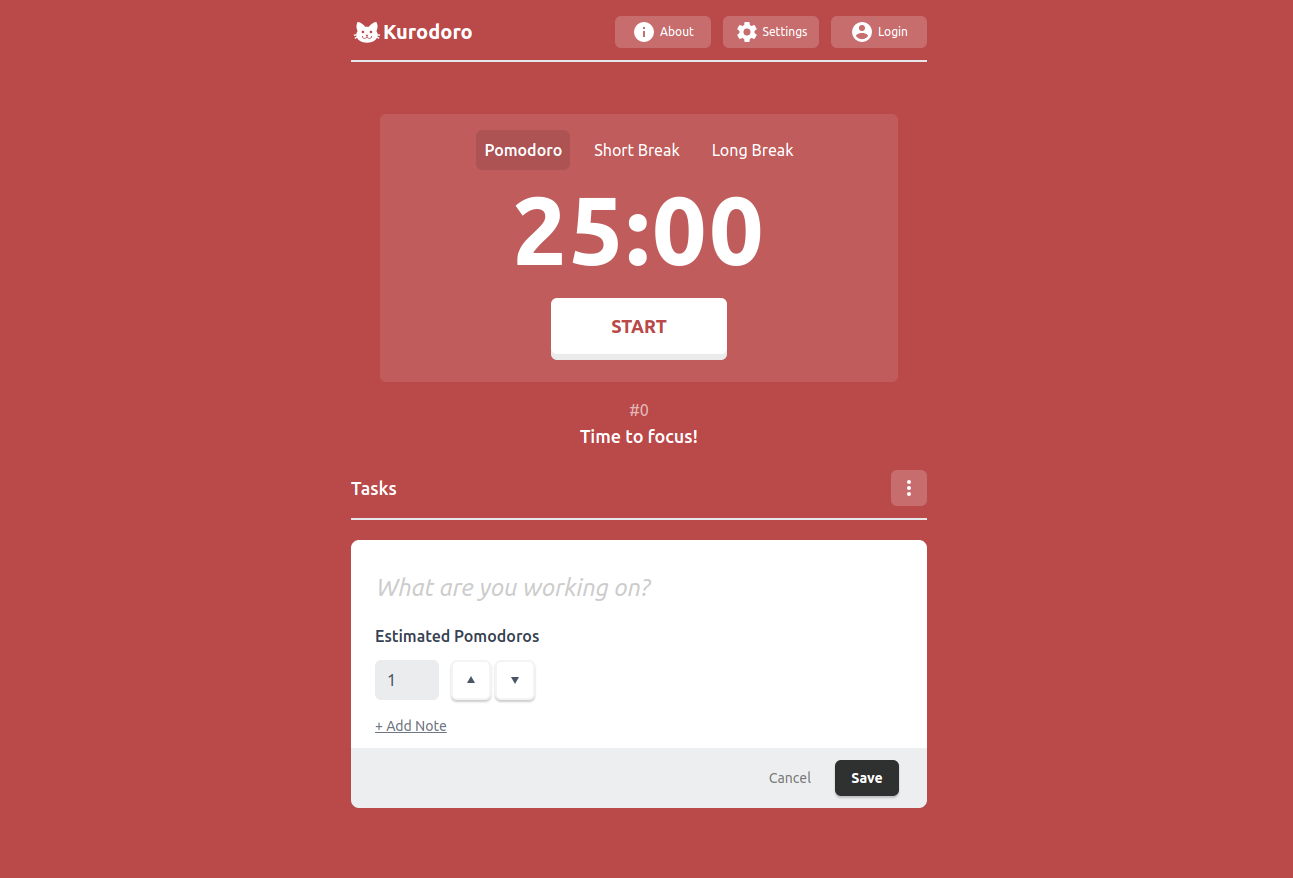 Kurodoro
About
Settings
Login
Pomodoro
Short Break
Long Break
25:00
START
#0
Time to focus!
Tasks
What are you working on?
Estimated Pomodoros
1
+ Add Note
Cancel
Save